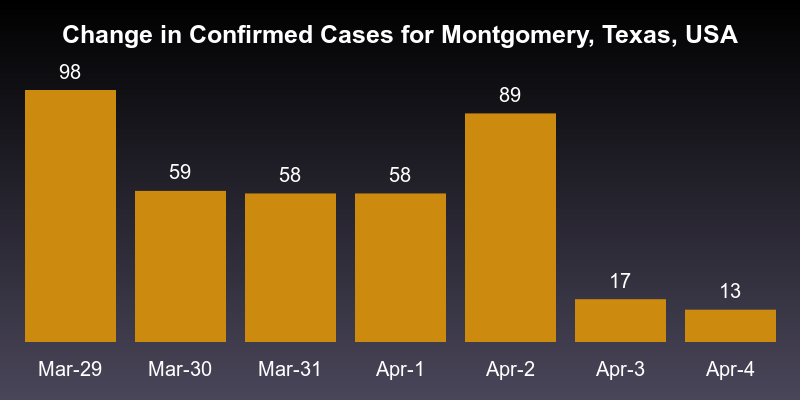 Change in Confirmed Cases for Montgomery, Texas, USA
98
59
58
58
89
17
13
Mar-29
Mar-30
Mar-31
Apr-1
Apr-2
Apr-3
Apr-4